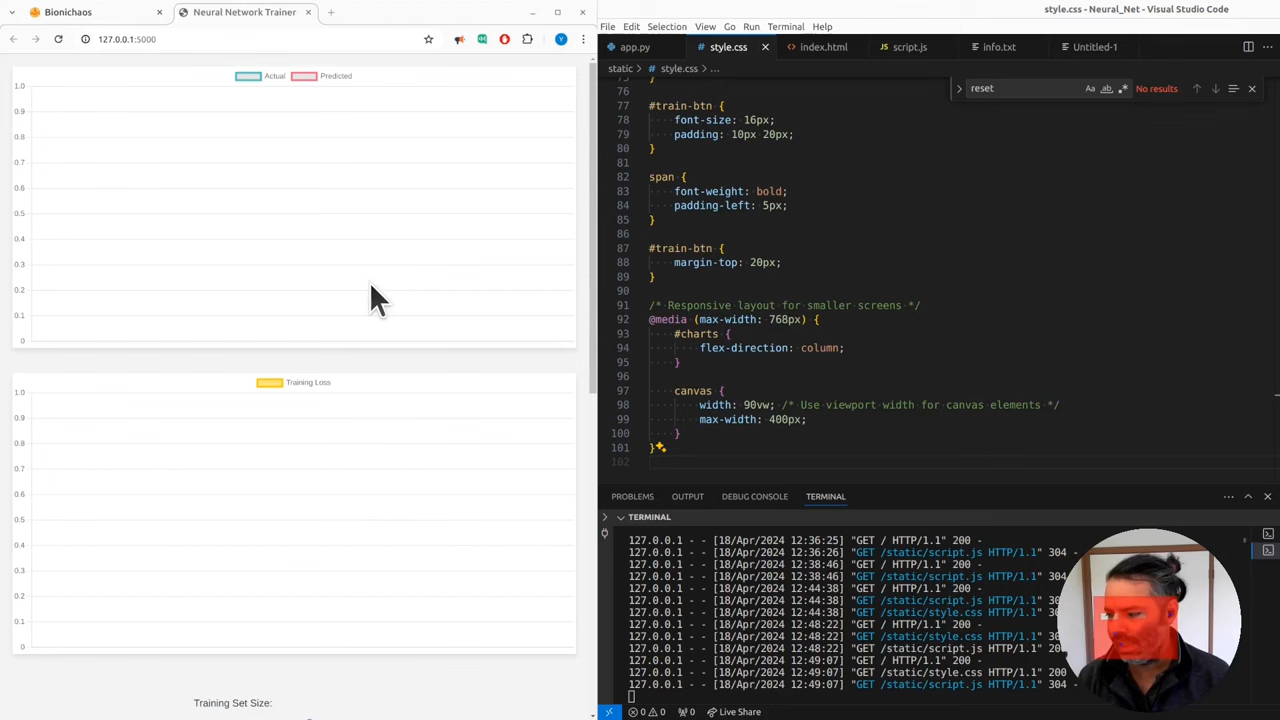 Bionichaos
Neural Network Trainer
style.css - Neural_Net - Visual Studio Code
File Edit Selection View Go Run Terminal Help
127.0.0.1:5000
app.py style.css index.html script.js info.txt Untitled-1
static > style.css > ...
reset
Aa ab No results
Actual Predicted
1.0
0.9
0.8
0.7
0.6
0.5
0.4
0.3
0.2
0.1
0
Training Loss
1.0
0.9
0.8
0.7
0.6
0.5
0.4
0.3
0.2
0.1
0
Training Set Size:
75 }
76
77 #train-btn {
78 font-size: 16px;
79 padding: 10px 20px;
80 }
81
82 span {
83 font-weight: bold;
84 padding-left: 5px;
85 }
86
87 #train-btn {
88 margin-top: 20px;
89 }
90
91 /* Responsive layout for smaller screens */
92 @media (max-width: 768px) {
93 #charts {
94 flex-direction: column;
95 }
96
97 canvas {
98 width: 90vw; /* Use viewport width for canvas elements */
99 max-width: 400px;
100 }
101 }
102
PROBLEMS OUTPUT DEBUG CONSOLE TERMINAL
TERMINAL
127.0.0.1 - - [18/Apr/2024 12:36:25] "GET / HTTP/1.1" 200 -
127.0.0.1 - - [18/Apr/2024 12:36:26] "GET /static/script.js HTTP/1.1" 304 -
127.0.0.1 - - [18/Apr/2024 12:38:46] "GET / HTTP/1.1" 200 -
127.0.0.1 - - [18/Apr/2024 12:38:46] "GET /static/script.js HTTP/1.1" 304 -
127.0.0.1 - - [18/Apr/2024 12:44:38] "GET / HTTP/1.1" 200 -
127.0.0.1 - - [18/Apr/2024 12:44:38] "GET /static/script.js HTTP/1.1" 30
127.0.0.1 - - [18/Apr/2024 12:44:38] "GET /static/style.css HTTP/1.1" 30
127.0.0.1 - - [18/Apr/2024 12:48:22] "GET / HTTP/1.1" 200 -
127.0.0.1 - - [18/Apr/2024 12:48:22] "GET /static/style.css HTTP/1.1" 30
127.0.0.1 - - [18/Apr/2024 12:48:22] "GET /static/script.js HTTP/1.1" 200
127.0.0.1 - - [18/Apr/2024 12:49:07] "GET / HTTP/1.1" 200 -
127.0.0.1 - - [18/Apr/2024 12:49:07] "GET /static/style.css HTTP/1.1" 200
127.0.0.1 - - [18/Apr/2024 12:49:07] "GET /static/script.js HTTP/1.1" 304 -
0 0 0 Live Share